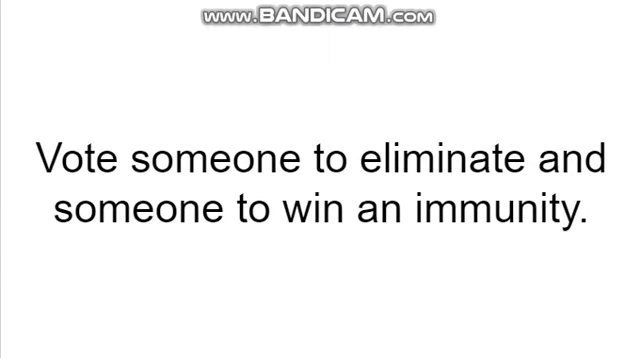 www.BANDICAM.com
Vote someone to eliminate and
someone to win an immunity.